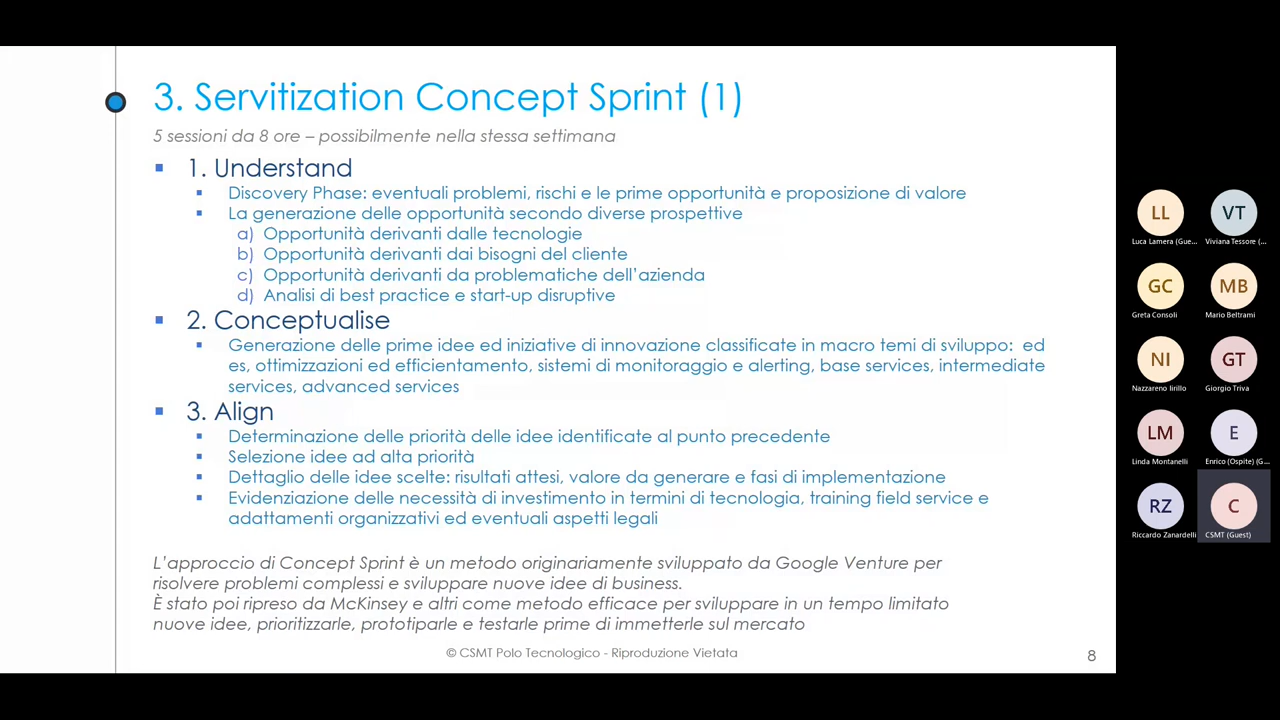 3. Servitization Concept Sprint (1)
5 sessioni da 8 ore – possibilmente nella stessa settimana
1. Understand
Discovery Phase: eventuali problemi, rischi e le prime opportunità e proposizione di valore
La generazione delle opportunità secondo diverse prospettive
a) Opportunità derivanti dalle tecnologie
b) Opportunità derivanti dai bisogni del cliente
c) Opportunità derivanti da problematiche dell'azienda
d) Analisi di best practice e start-up disruptive
2. Conceptualise
Generazione delle prime idee ed iniziative di innovazione classificate in macro temi di sviluppo: ed
es, ottimizzazioni ed efficientamento, sistemi di monitoraggio e alerting, base services, intermediate
services, advanced services
3. Align
Determinazione delle priorità delle idee identificate al punto precedente
Selezione idee ad alta priorità
Dettaglio delle idee scelte: risultati attesi, valore da generare e fasi di implementazione
Evidenziazione delle necessità di investimento in termini di tecnologia, training field service e
adattamenti organizzativi ed eventuali aspetti legali
L'approccio di Concept Sprint è un metodo originariamente sviluppato da Google Venture per
risolvere problemi complessi e sviluppare nuove idee di business.
È stato poi ripreso da McKinsey e altri come metodo efficace per sviluppare in un tempo limitato
nuove idee, prioritizzarle, prototiparle e testarle prime di immetterle sul mercato
© CSMT Polo Tecnologico - Riproduzione Vietata
8
LL
VT
Luca Lamera (Gue...
Viviana Tessore (...
GC
MB
Greta Consoli
Mario Beltrami
NI
GT
Nazzareno Iirillo
Giorgio Triva
LM
E
Linda Montanelli
Enrico (Ospite) (G...
RZ
C
Riccardo Zanardelli
CSMT (Guest)